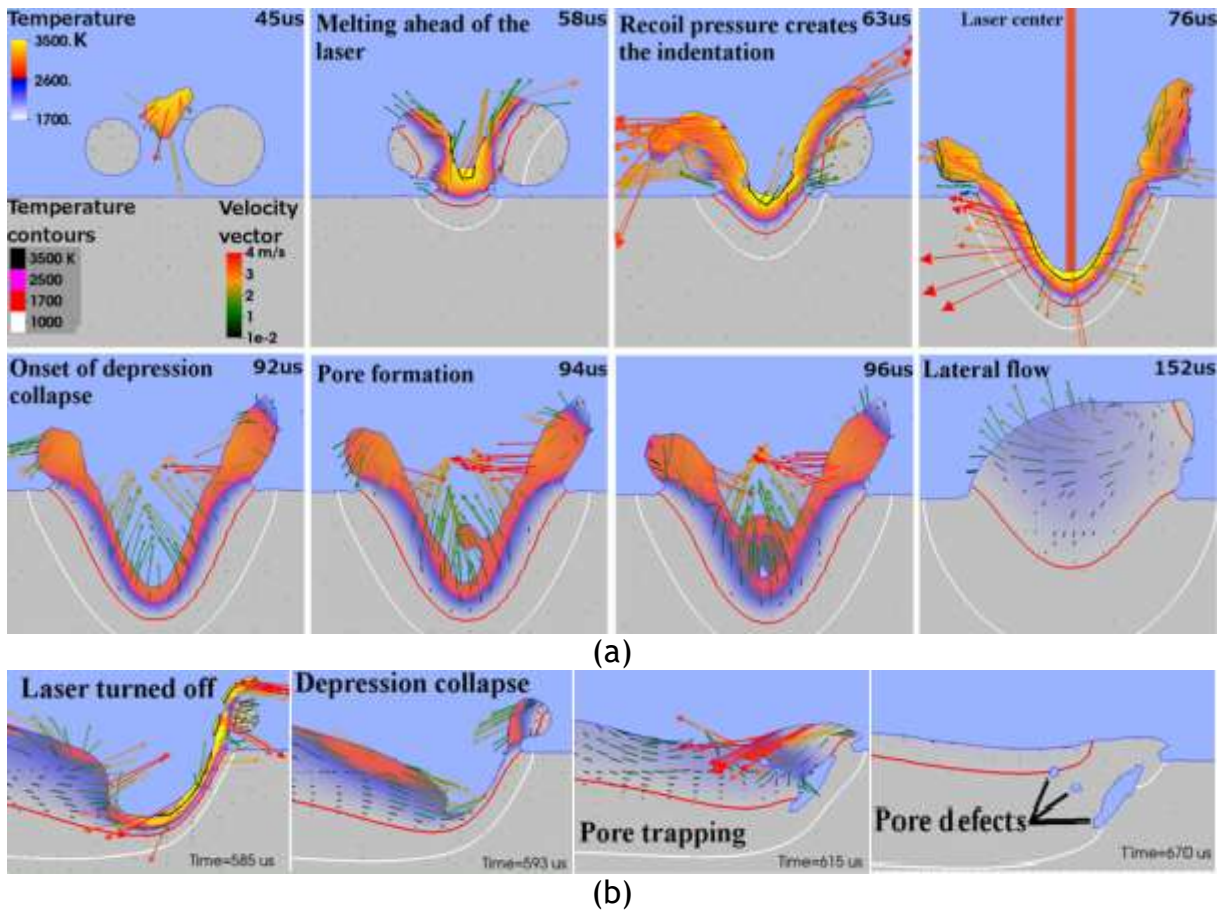 Temperature 45us
3500. K
2600.
1700.
Temperature
contours
3500 K
2500
1700
1000
Velocity
vector
4 m/s
3
2
1
1e-2
Melting ahead of the 58us
laser
Recoil pressure creates 63us
the indentation
Laser center 76us
Onset of depression 92us
collapse
Pore formation 94us
96us
Lateral flow 152us
(a)
Laser turned off
Time=585 us
Depression collapse
Time=593 us
Pore trapping
Time=615 us
Pore defects
Time=670 us
(b)